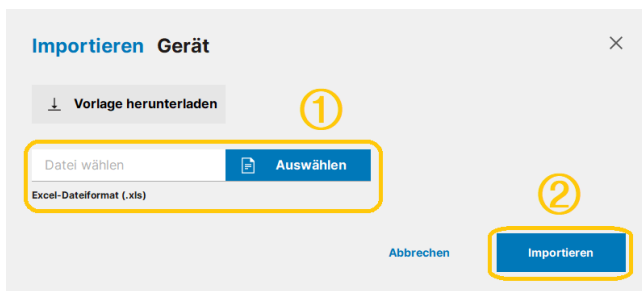 Importieren Gerät
Vorlage herunterladen
①
Datei wählen
Auswählen
Excel-Dateiformat (.xls)
②
Abbrechen
Importieren